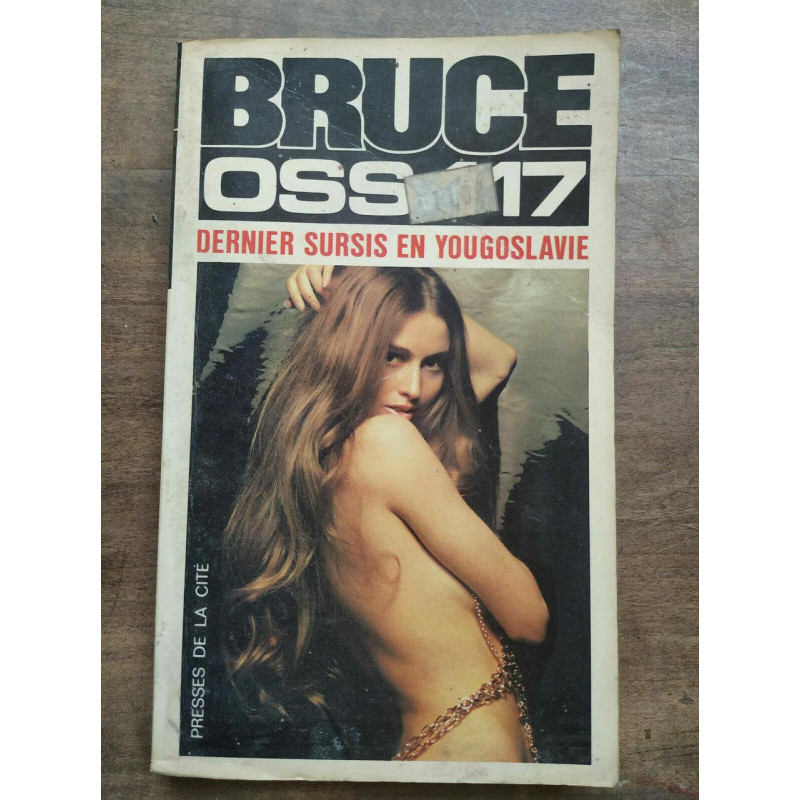 BRUCE
OSS 17
DERNIER SURSIS EN YOUGOSLAVIE
PRESSES DE LA CITÉ